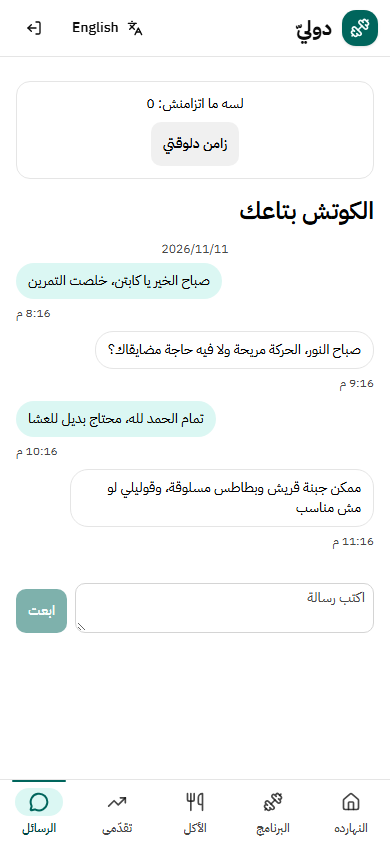 دوليّ
English
لسه ما اتزامنش: 0
زامن دلوقتي
الكوتش بتاعك
2026/11/11
صباح الخير يا كابتن، خلصت التمرين
8:16 م
صباح النور، الحركة مريحة ولا فيه حاجة مضايقاك؟
9:16 م
تمام الحمد لله، محتاج بديل للعشا
10:16 م
ممكن جبنة قريش وبطاطس مسلوقة، وقوليلي لو
مش مناسب
11:16 م
اكتب رسالة
ابعت
النهارده
البرنامج
الأكل
تقدّمى
الرسائل